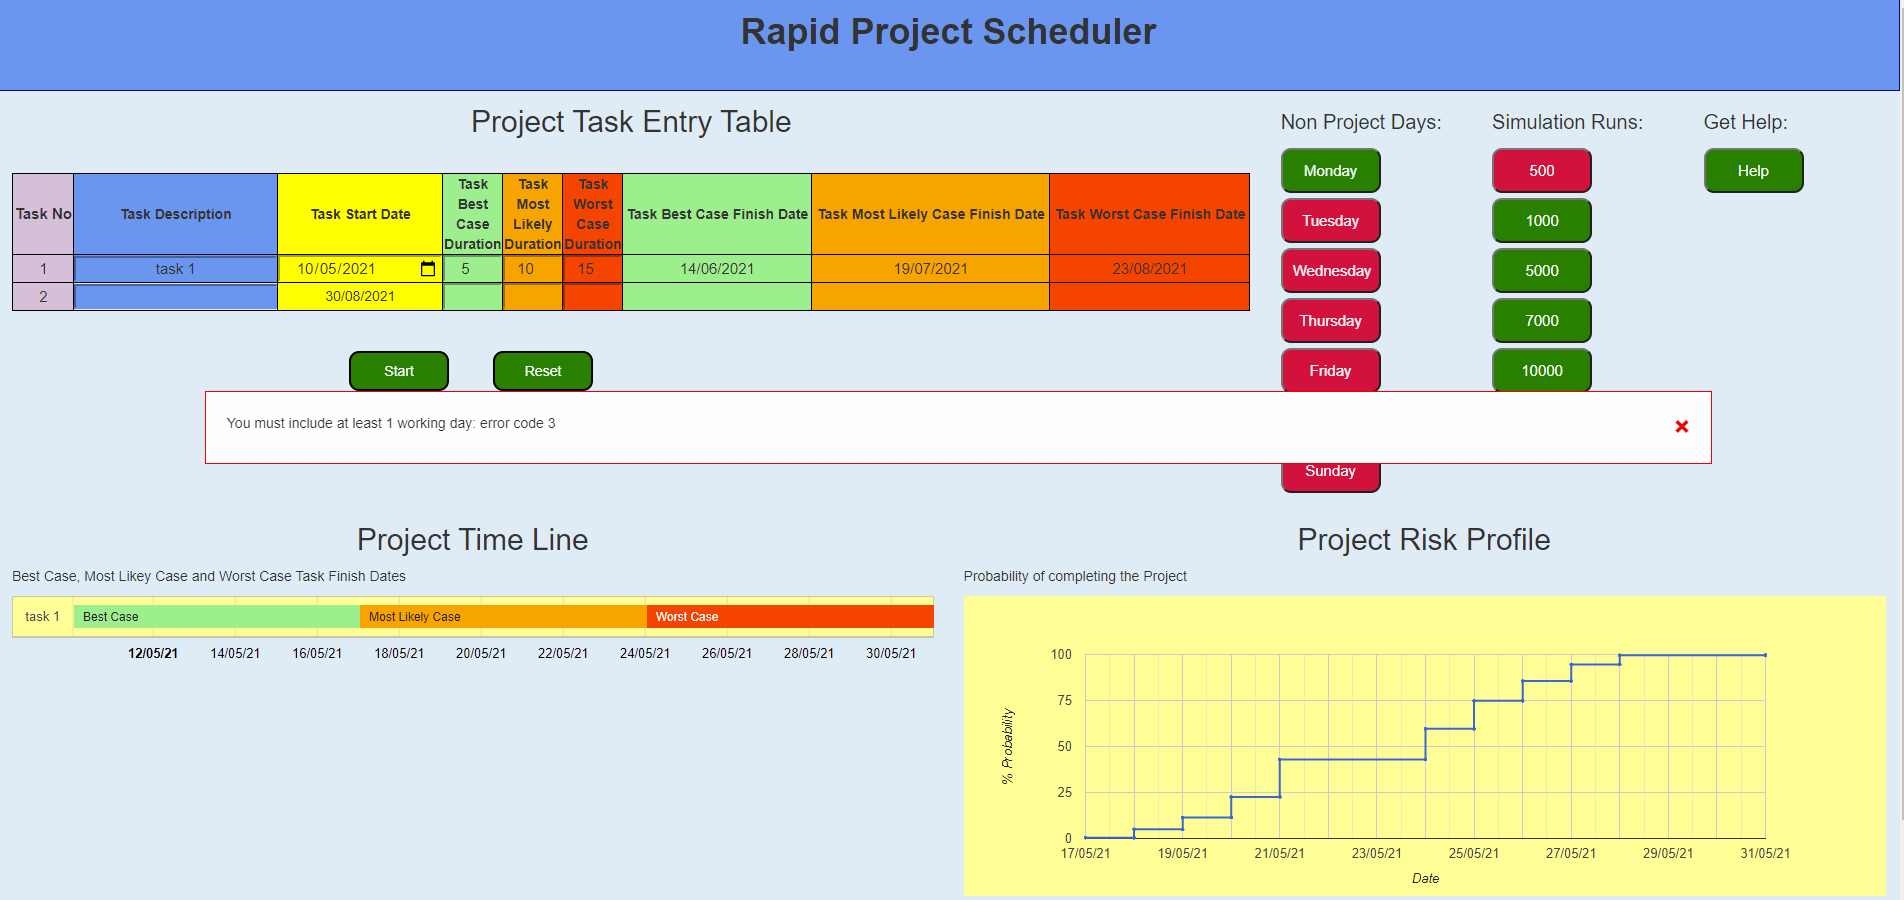 Rapid Project Scheduler
Project Task Entry Table
Non Project Days:
Simulation Runs:
Get Help:
Monday
500
Help
Tuesday
1000
Wednesday
5000
Thursday
7000
Friday
10000
Sunday
Task No
Task Description
Task Start Date
Task
Best
Case
Duration
Task
Most
Likely
Duration
Task
Worst
Case
Duration
Task Best Case Finish Date
Task Most Likely Case Finish Date
Task Worst Case Finish Date
1 task 1 10/05/2021 5 10 15 14/06/2021 19/07/2021 23/08/2021
2 30/08/2021
Start
Reset
You must include at least 1 working day: error code 3
Project Time Line
Best Case, Most Likey Case and Worst Case Task Finish Dates
task 1 Best Case Most Likely Case Worst Case
12/05/21 14/05/21 16/05/21 18/05/21 20/05/21 22/05/21 24/05/21 26/05/21 28/05/21 30/05/21
Project Risk Profile
Probability of completing the Project
% Probability
100
75
50
25
0
17/05/21 19/05/21 21/05/21 23/05/21 25/05/21 27/05/21 29/05/21 31/05/21
Date